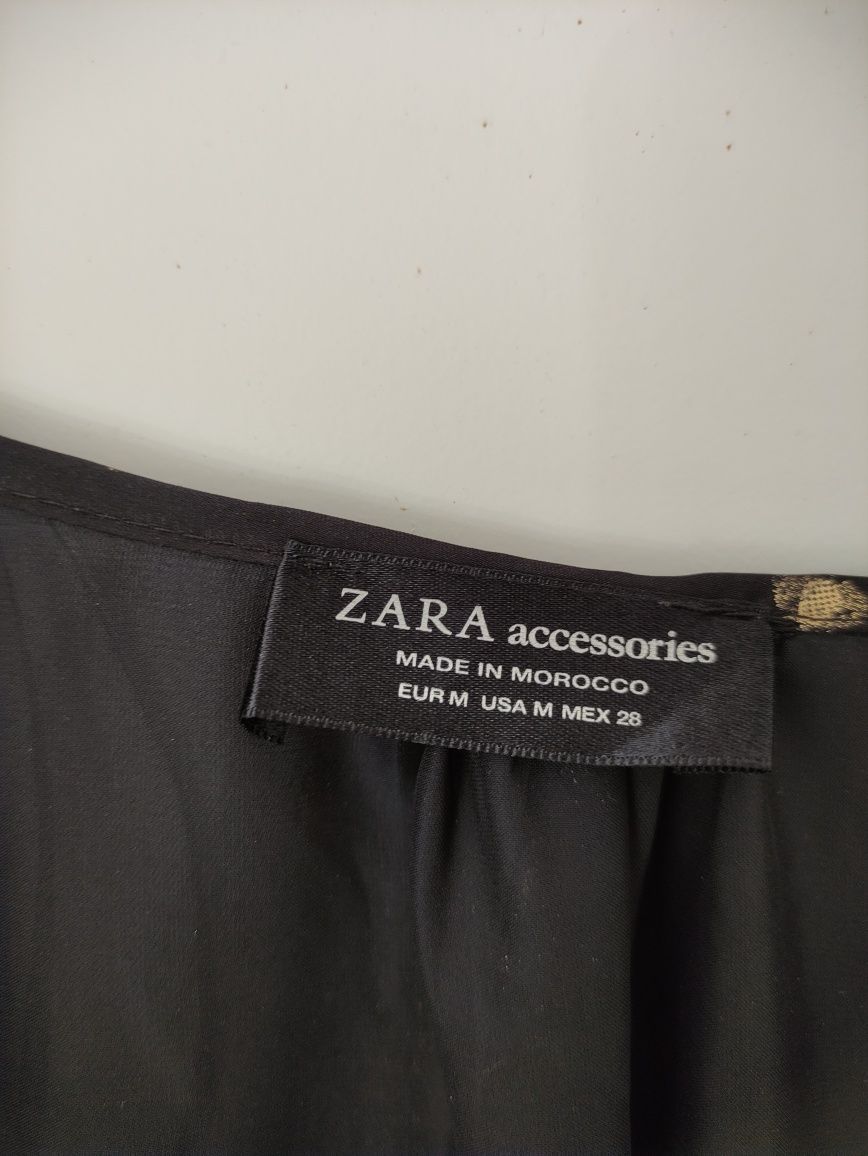 ZARA accessories
MADE IN MOROCCO
EUR M USA M MEX 28